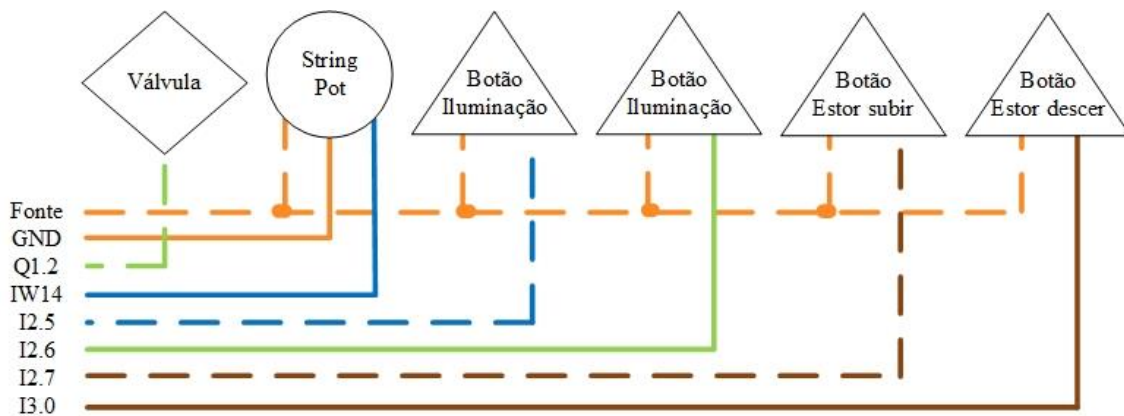 Válvula
String
Pot
Botão
Iluminação
Botão
Iluminação
Botão
Estor subir
Botão
Estor descer
Fonte
GND
Q1.2
IW14
I2.5
I2.6
I2.7
I3.0